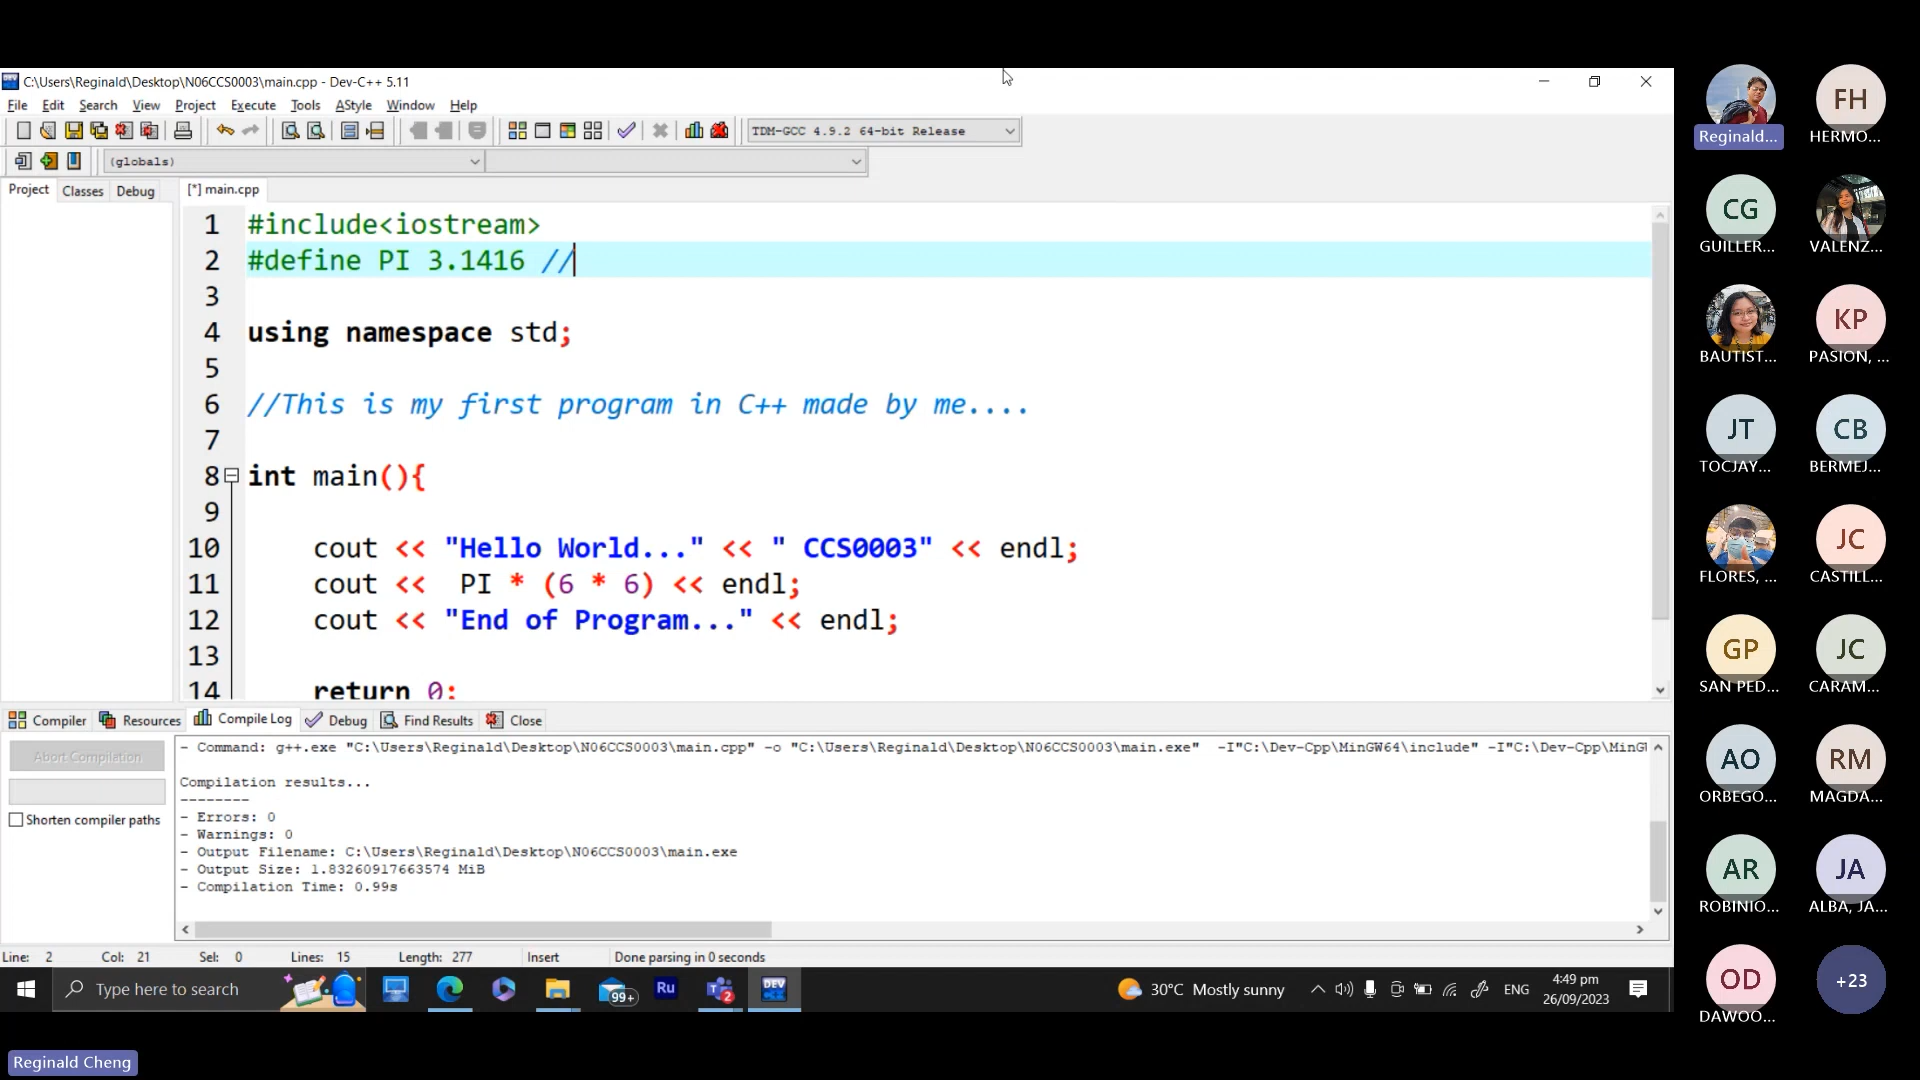 C:\Users\Reginald\Desktop\N06CCS0003\main.cpp - Dev-C++ 5.11
File Edit Search View Project Execute Tools AStyle Window Help
TDM-GCC 4.9.2 64-bit Release
(globals)
Project Classes Debug [*] main.cpp
1 #include<iostream>
2 #define PI 3.1416 //
3
4 using namespace std;
5
6 //This is my first program in C++ made by me....
7
8 int main(){
9
10 cout << "Hello World..." << " CCS0003" << endl;
11 cout <<  PI * (6 * 6) << endl;
12 cout << "End of Program..." << endl;
13
14 return 0;
Compiler Resources Compile Log Debug Find Results Close
Abort Compilation
Shorten compiler paths
- Command: g++.exe "C:\Users\Reginald\Desktop\N06CCS0003\main.cpp" -o "C:\Users\Reginald\Desktop\N06CCS0003\main.exe"  -I"C:\Dev-Cpp\MinGW64\include" -I"C:\Dev-Cpp\MinGW
Compilation results...
--------
- Errors: 0
- Warnings: 0
- Output Filename: C:\Users\Reginald\Desktop\N06CCS0003\main.exe
- Output Size: 1.83260917663574 MiB
- Compilation Time: 0.99s
Line: 2 Col: 21 Sel: 0 Lines: 15 Length: 277 Insert Done parsing in 0 seconds
Type here to search
99+
Ru
2
DEV
30°C Mostly sunny
ENG
4:49 pm
26/09/2023
Reginald...
FH
HERMO...
CG
GUILLER...
VALENZ...
BAUTIST...
KP
PASION, ...
JT
TOCJAY...
CB
BERMEJ...
FLORES, ...
JC
CASTILL...
GP
SAN PED...
JC
CARAM...
AO
ORBEGO...
RM
MAGDA...
AR
ROBINIO...
JA
ALBA, JA...
OD
DAWOO...
+23
Reginald Cheng